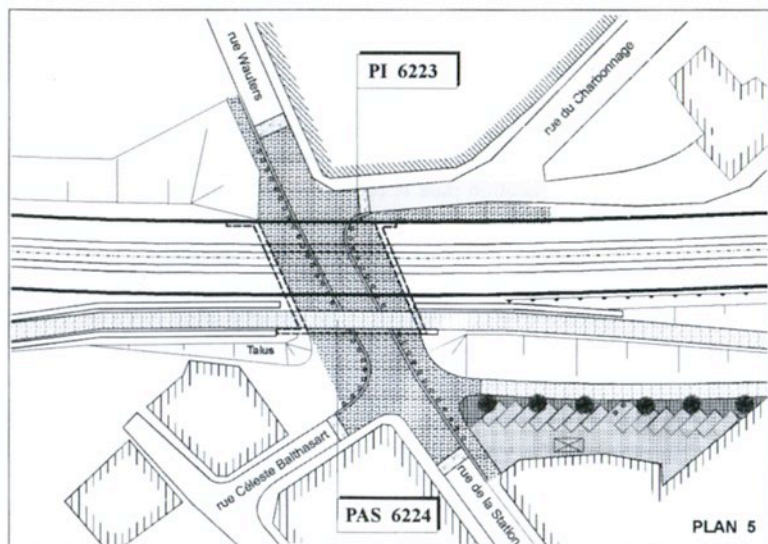 rue Wauters
PI 6223
rue du Charbonnage
Talus
rue Céleste Balthasart
PAS 6224
rue de la Station
PLAN 5